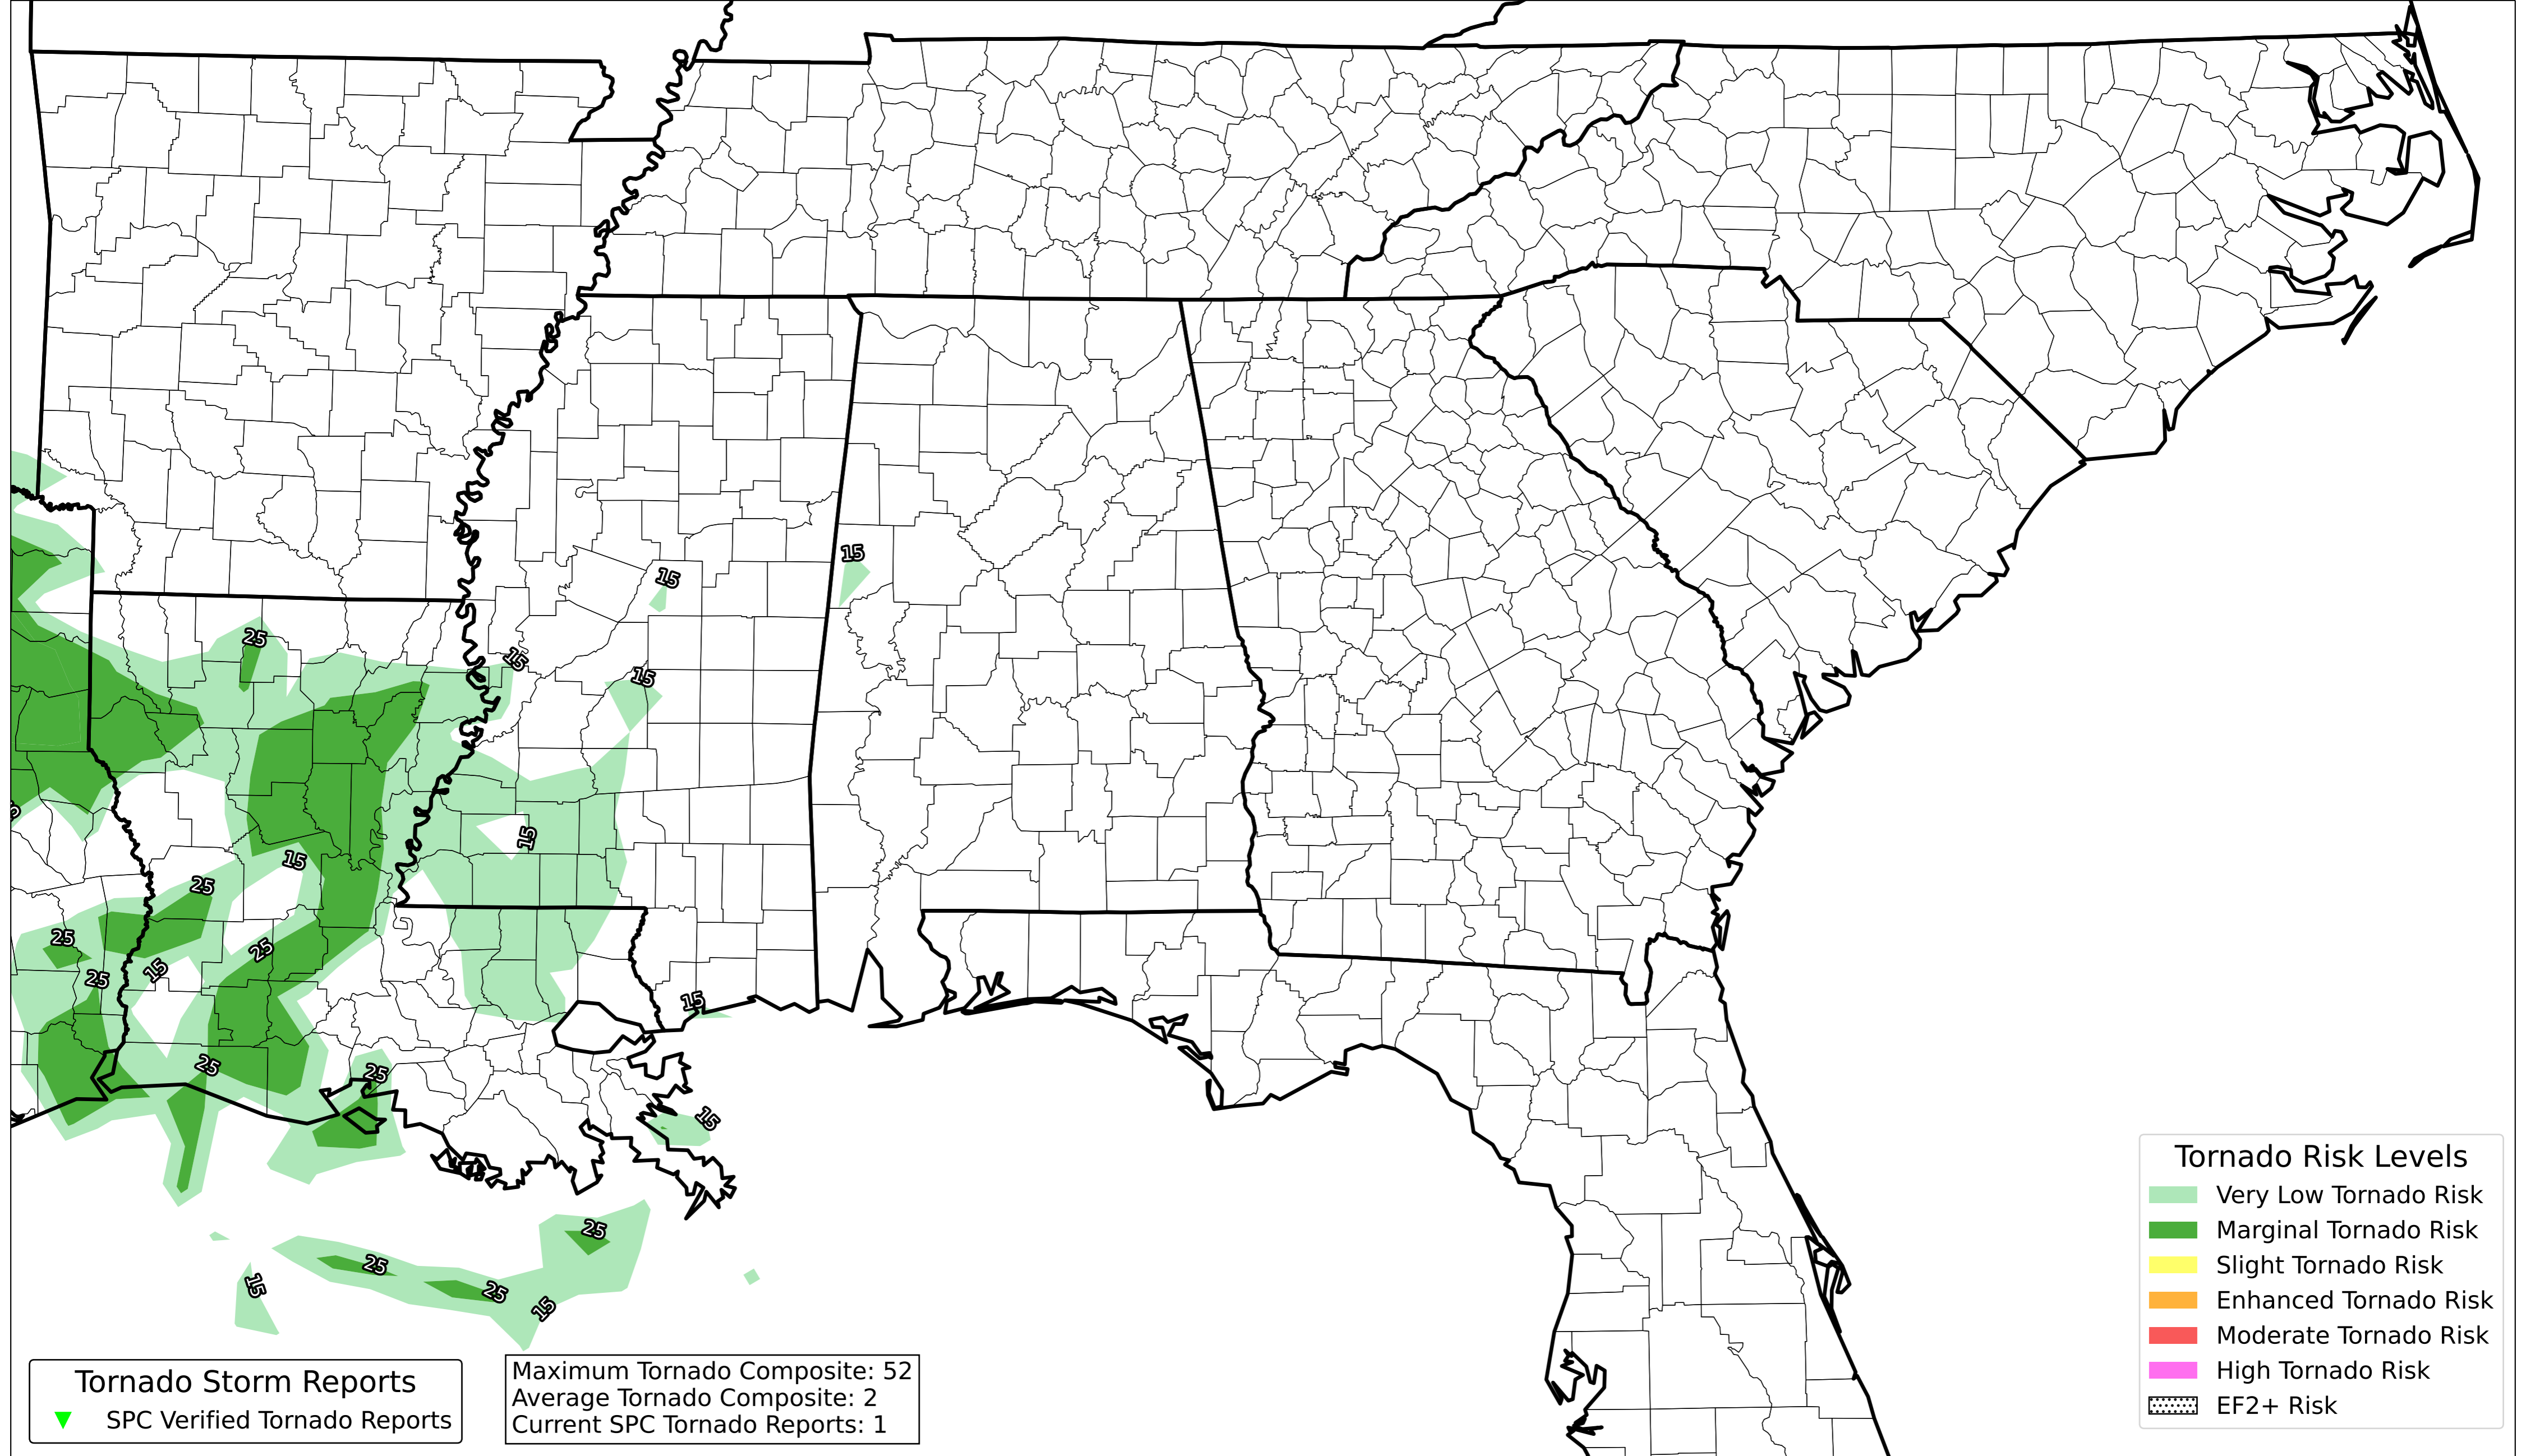 15
15
25
15
15
15
15
25
25
25
25
15
15
25
25
15
25
15
25
15
25
25
15
Tornado Risk Levels
Very Low Tornado Risk
Marginal Tornado Risk
Slight Tornado Risk
Enhanced Tornado Risk
Moderate Tornado Risk
High Tornado Risk
EF2+ Risk
Tornado Storm Reports
SPC Verified Tornado Reports
Maximum Tornado Composite: 52
Average Tornado Composite: 2
Current SPC Tornado Reports: 1